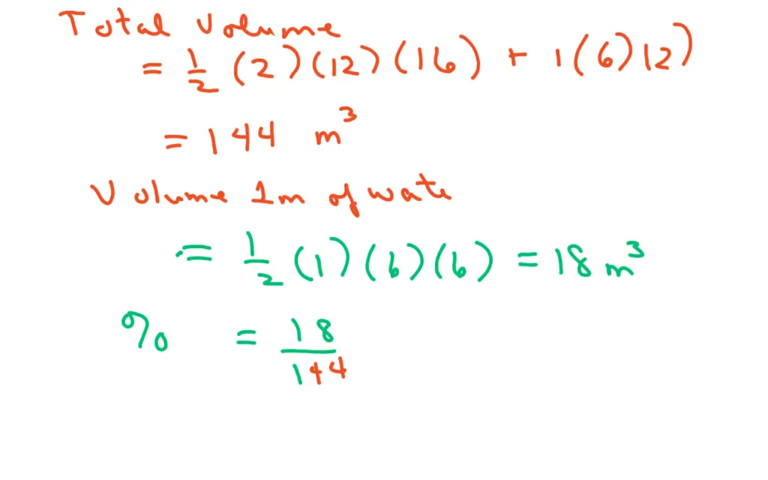 Total Volume
= 1/2 (2)(12)(16) + 1(6)12)
= 144 m³
Volume 1m of wate
= 1/2 (1)(6)(6) = 18 m³
% = 18/144